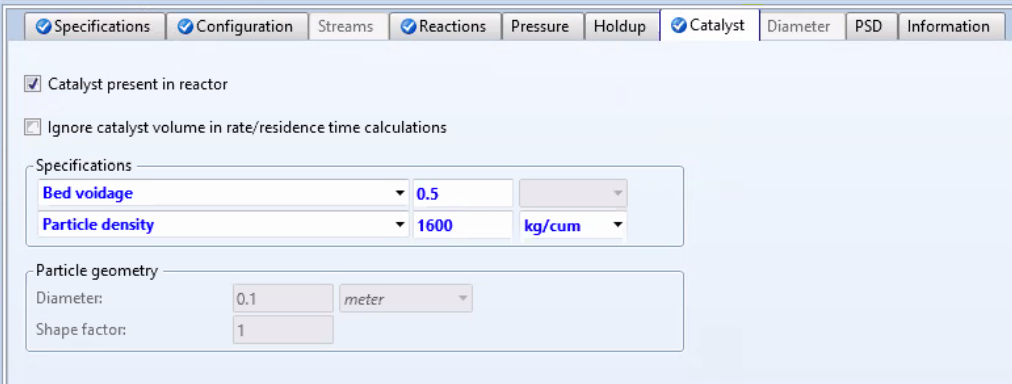 Specifications Configuration Streams Reactions Pressure Holdup Catalyst Diameter PSD Information
Catalyst present in reactor
Ignore catalyst volume in rate/residence time calculations
Specifications
Bed voidage 0.5
Particle density 1600 kg/cum
Particle geometry
Diameter: 0.1 meter
Shape factor: 1